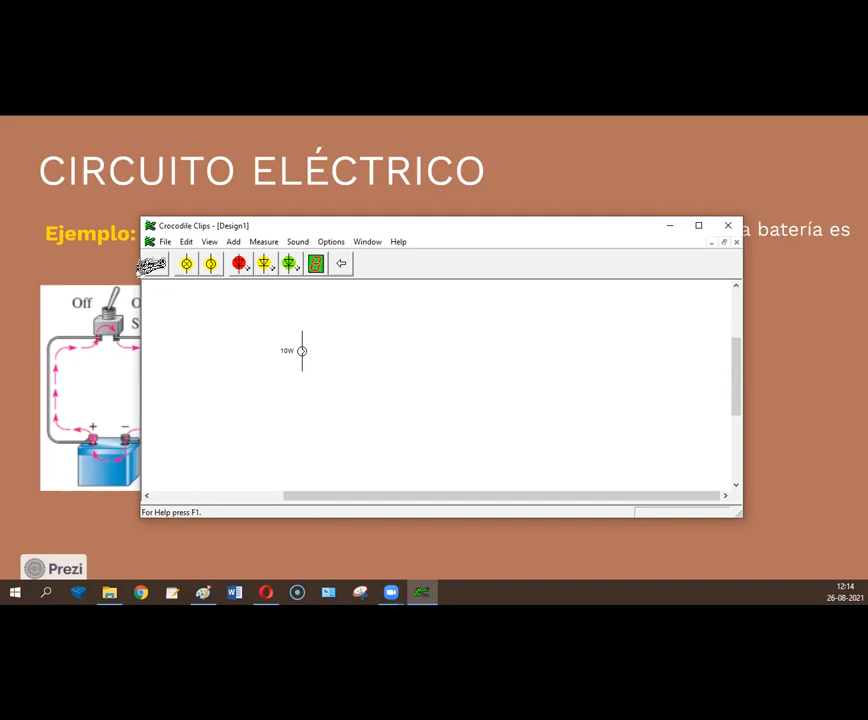 CIRCUITO ELÉCTRICO
Ejemplo:
a batería es
Crocodile Clips - [Design1]
File Edit View Add Measure Sound Options Window Help
10W
Off
O
S
+ −
For Help press F1.
Prezi
12:14
26-08-2021